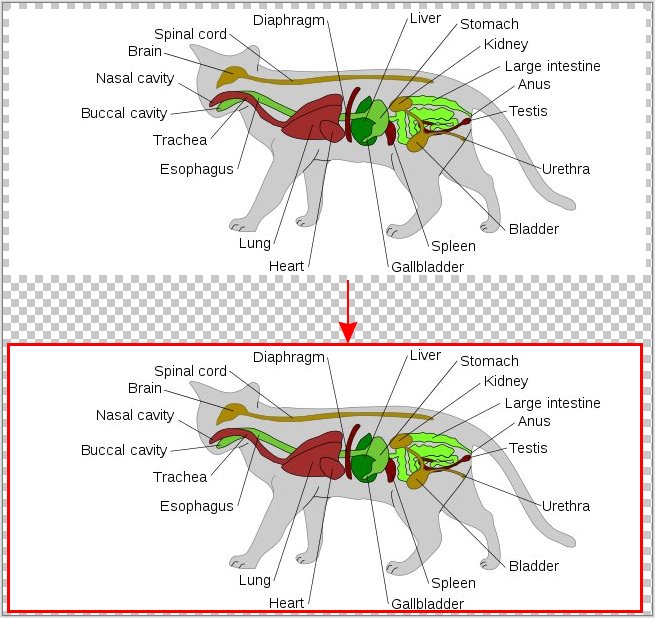 Diaphragm
Liver
Stomach
Spinal cord
Kidney
Brain
Large intestine
Nasal cavity
Anus
Buccal cavity
Testis
Trachea
Esophagus
Urethra
Bladder
Lung
Spleen
Heart
Gallbladder
Diaphragm
Liver
Stomach
Spinal cord
Kidney
Brain
Large intestine
Nasal cavity
Anus
Buccal cavity
Testis
Trachea
Esophagus
Urethra
Bladder
Lung
Spleen
Heart
Gallbladder